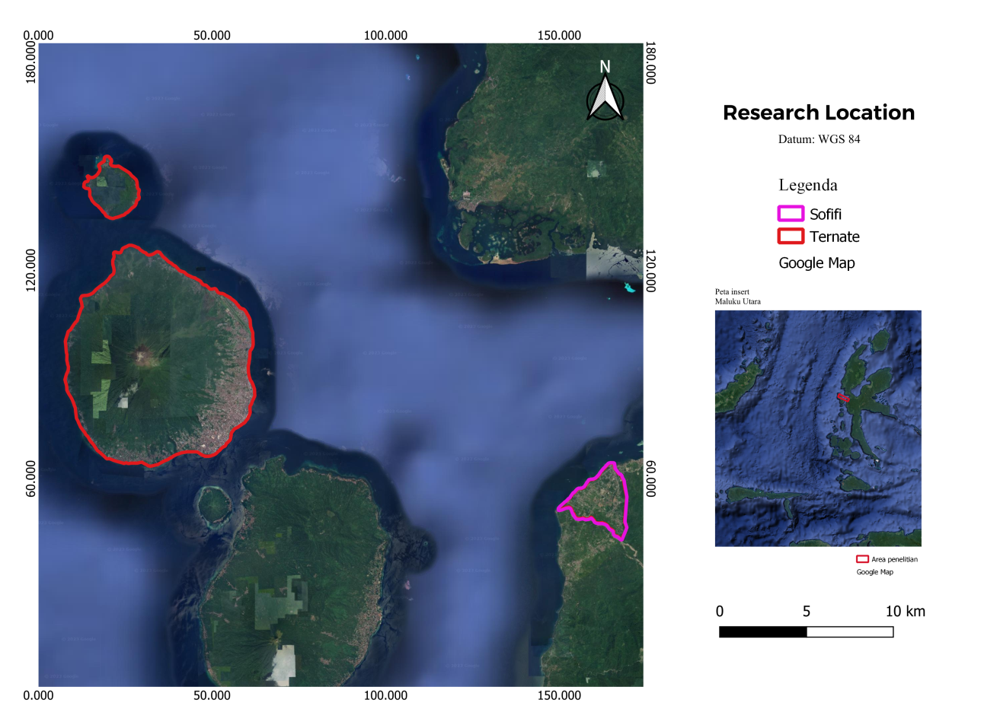 0.000 50.000 100.000 150.000
180.000
180.000
N
120.000
120.000
60.000
60.000
0.000 50.000 100.000 150.000
Research Location
Datum: WGS 84
Legenda
Sofifi
Ternate
Google Map
Peta insert
Maluku Utara
Area penelitian
Google Map
0 5 10 km